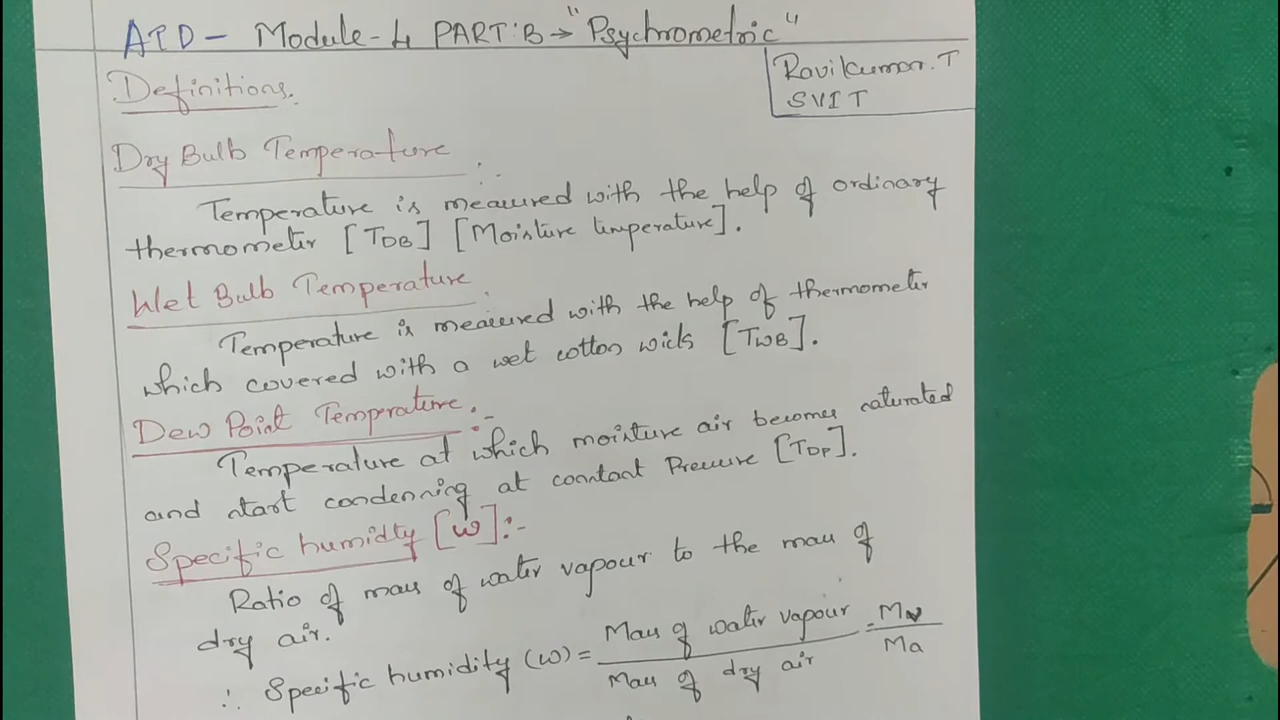 ATD - Module-4 PART:B → "Psychrometric"
Ravikumar.T
SVIT
Definitions.
Dry Bulb Temperature :-
Temperature is measured with the help of ordinary
thermometer [TDB] [Moisture temperature].
Wet Bulb Temperature :
Temperature is measured with the help of thermometer
which covered with a wet cotton wicks [TWB].
Dew Point Temperature :-
Temperature at which moisture air becomes saturated
and start condensing at constant Pressure [TDP].
Specific humidity [ω] :-
Ratio of mass of water vapour to the mass of
dry air.
∴ Specific humidity (ω) = Mass of water vapour / Mass of dry air = Mv / Ma